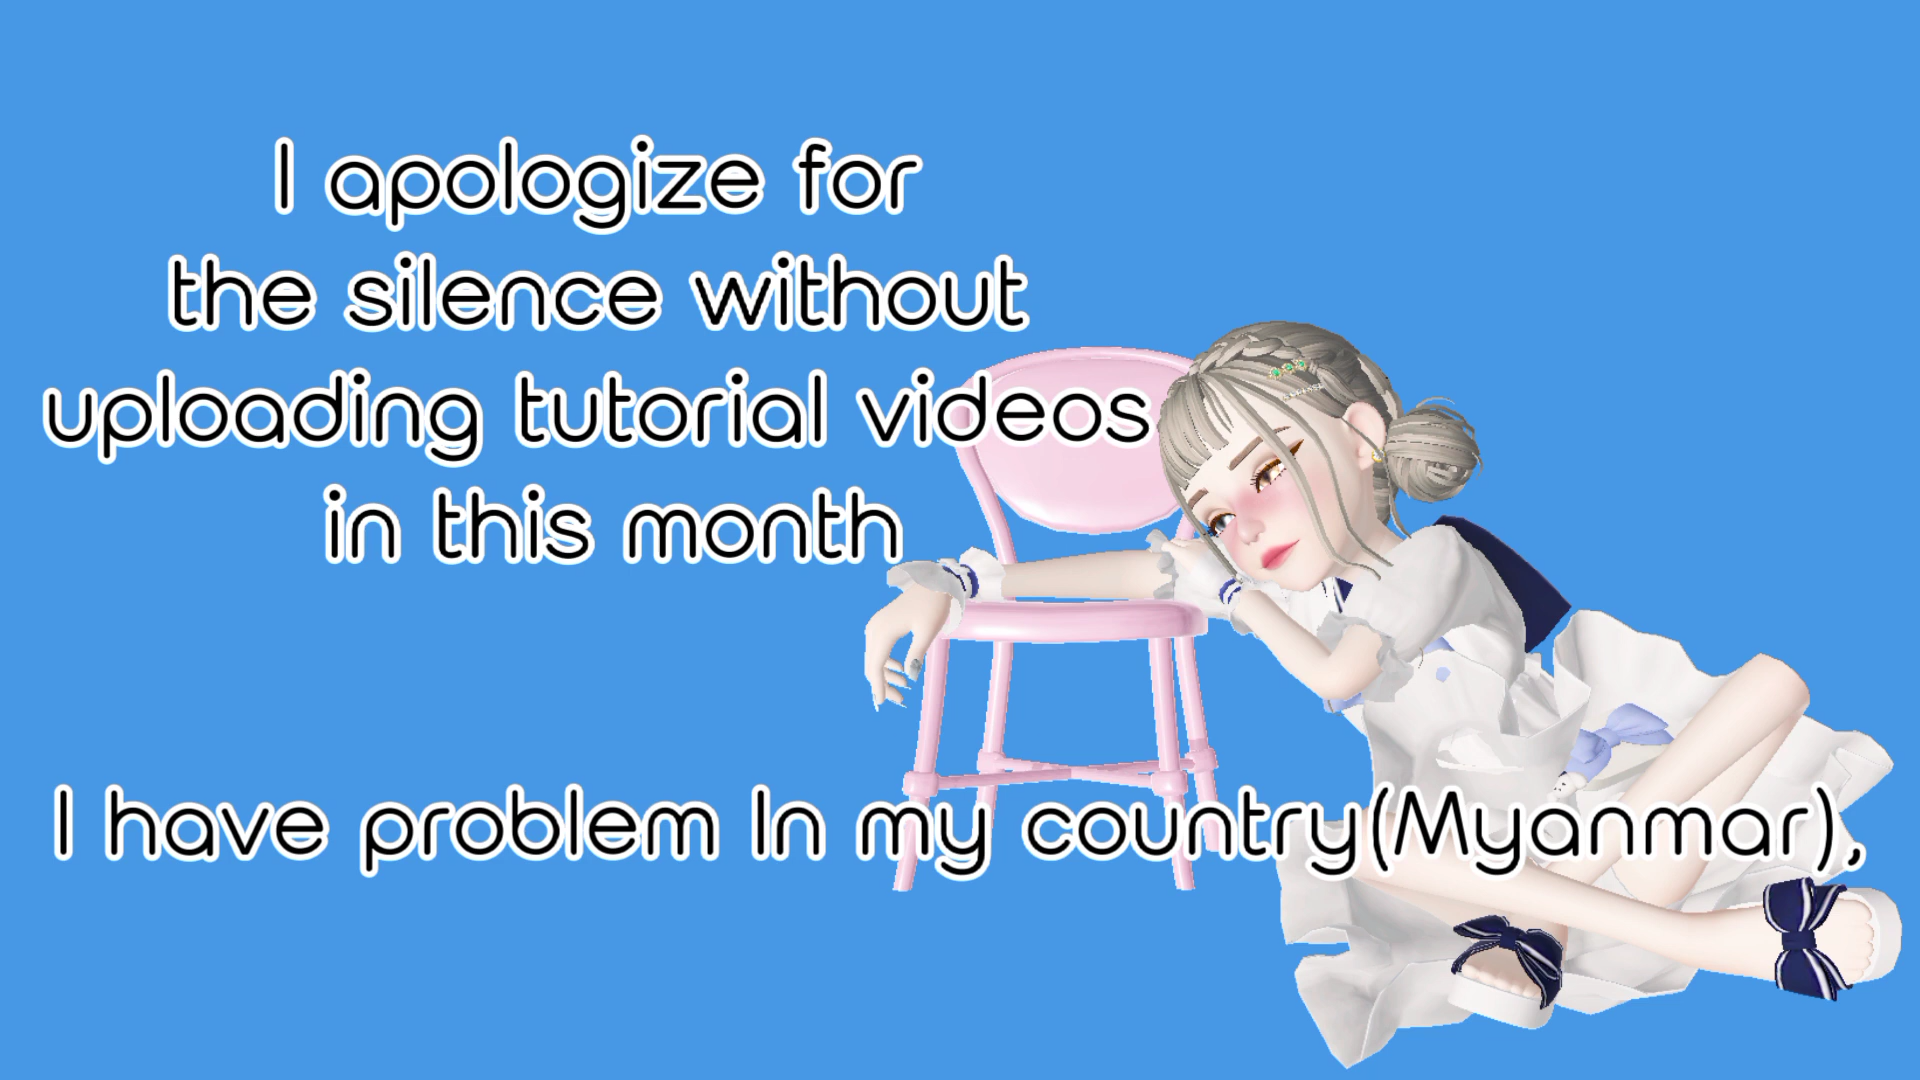 I apologize for
the silence without
uploading tutorial videos
in this month
I have problem In my country(Myanmar),